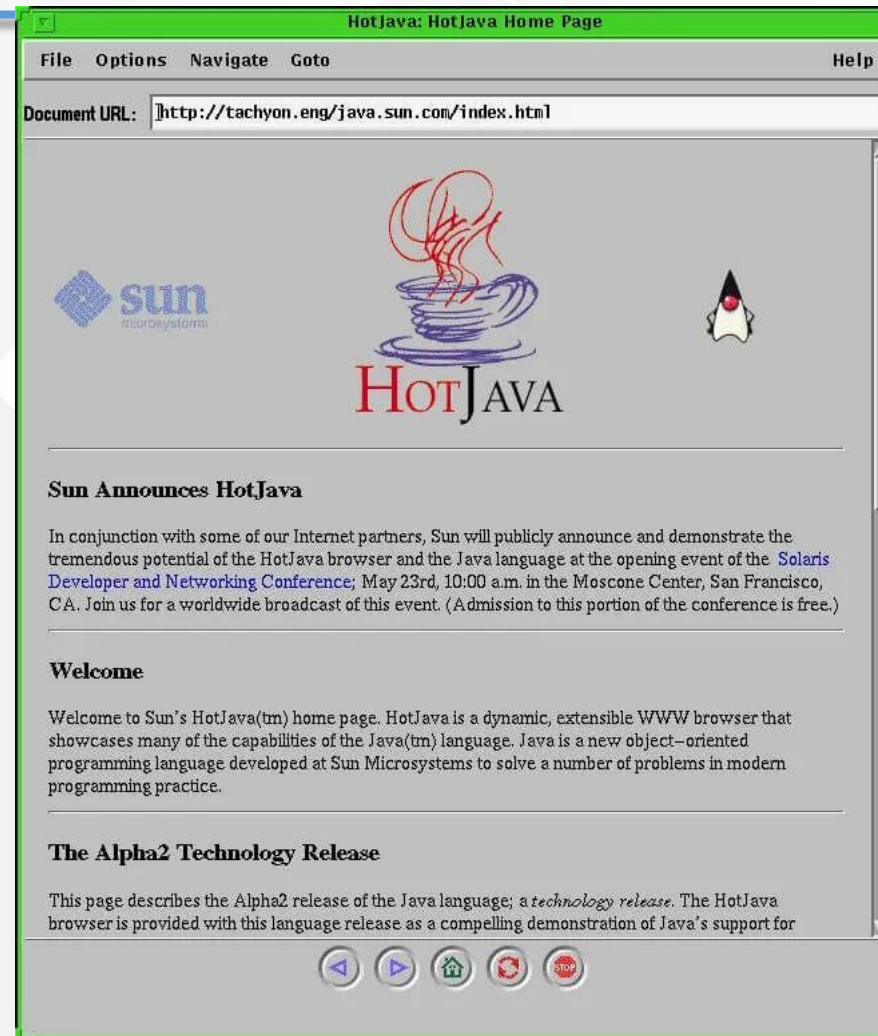 HotJava: HotJava Home Page
File Options Navigate Goto Help
Document URL: http://tachyon.eng/java.sun.com/index.html
sun
microsystems
HOTJAVA
Sun Announces HotJava
In conjunction with some of our Internet partners, Sun will publicly announce and demonstrate the
tremendous potential of the HotJava browser and the Java language at the opening event of the Solaris
Developer and Networking Conference; May 23rd, 10:00 a.m. in the Moscone Center, San Francisco,
CA. Join us for a worldwide broadcast of this event. (Admission to this portion of the conference is free.)
Welcome
Welcome to Sun's HotJava(tm) home page. HotJava is a dynamic, extensible WWW browser that
showcases many of the capabilities of the Java(tm) language. Java is a new object-oriented
programming language developed at Sun Microsystems to solve a number of problems in modern
programming practice.
The Alpha2 Technology Release
This page describes the Alpha2 release of the Java language; a technology release. The HotJava
browser is provided with this language release as a compelling demonstration of Java's support for
STOP